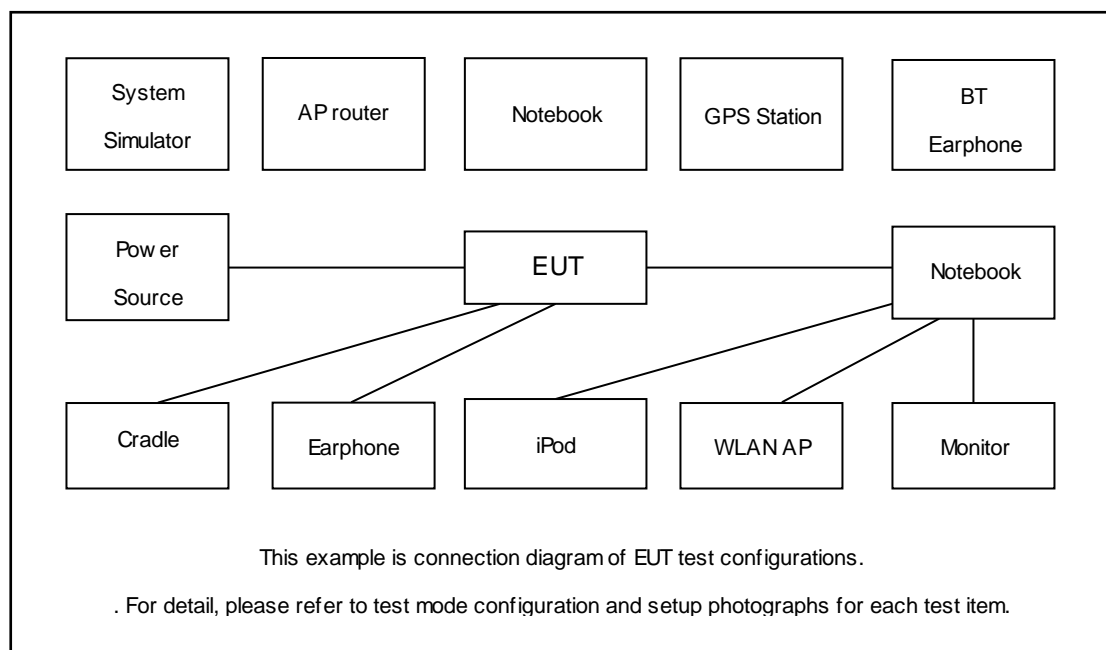 System
Simulator
AP router
Notebook
GPS Station
BT
Earphone
Power
Source
EUT
Notebook
Cradle
Earphone
iPod
WLAN AP
Monitor
This example is connection diagram of EUT test configurations.
. For detail, please refer to test mode configuration and setup photographs for each test item.